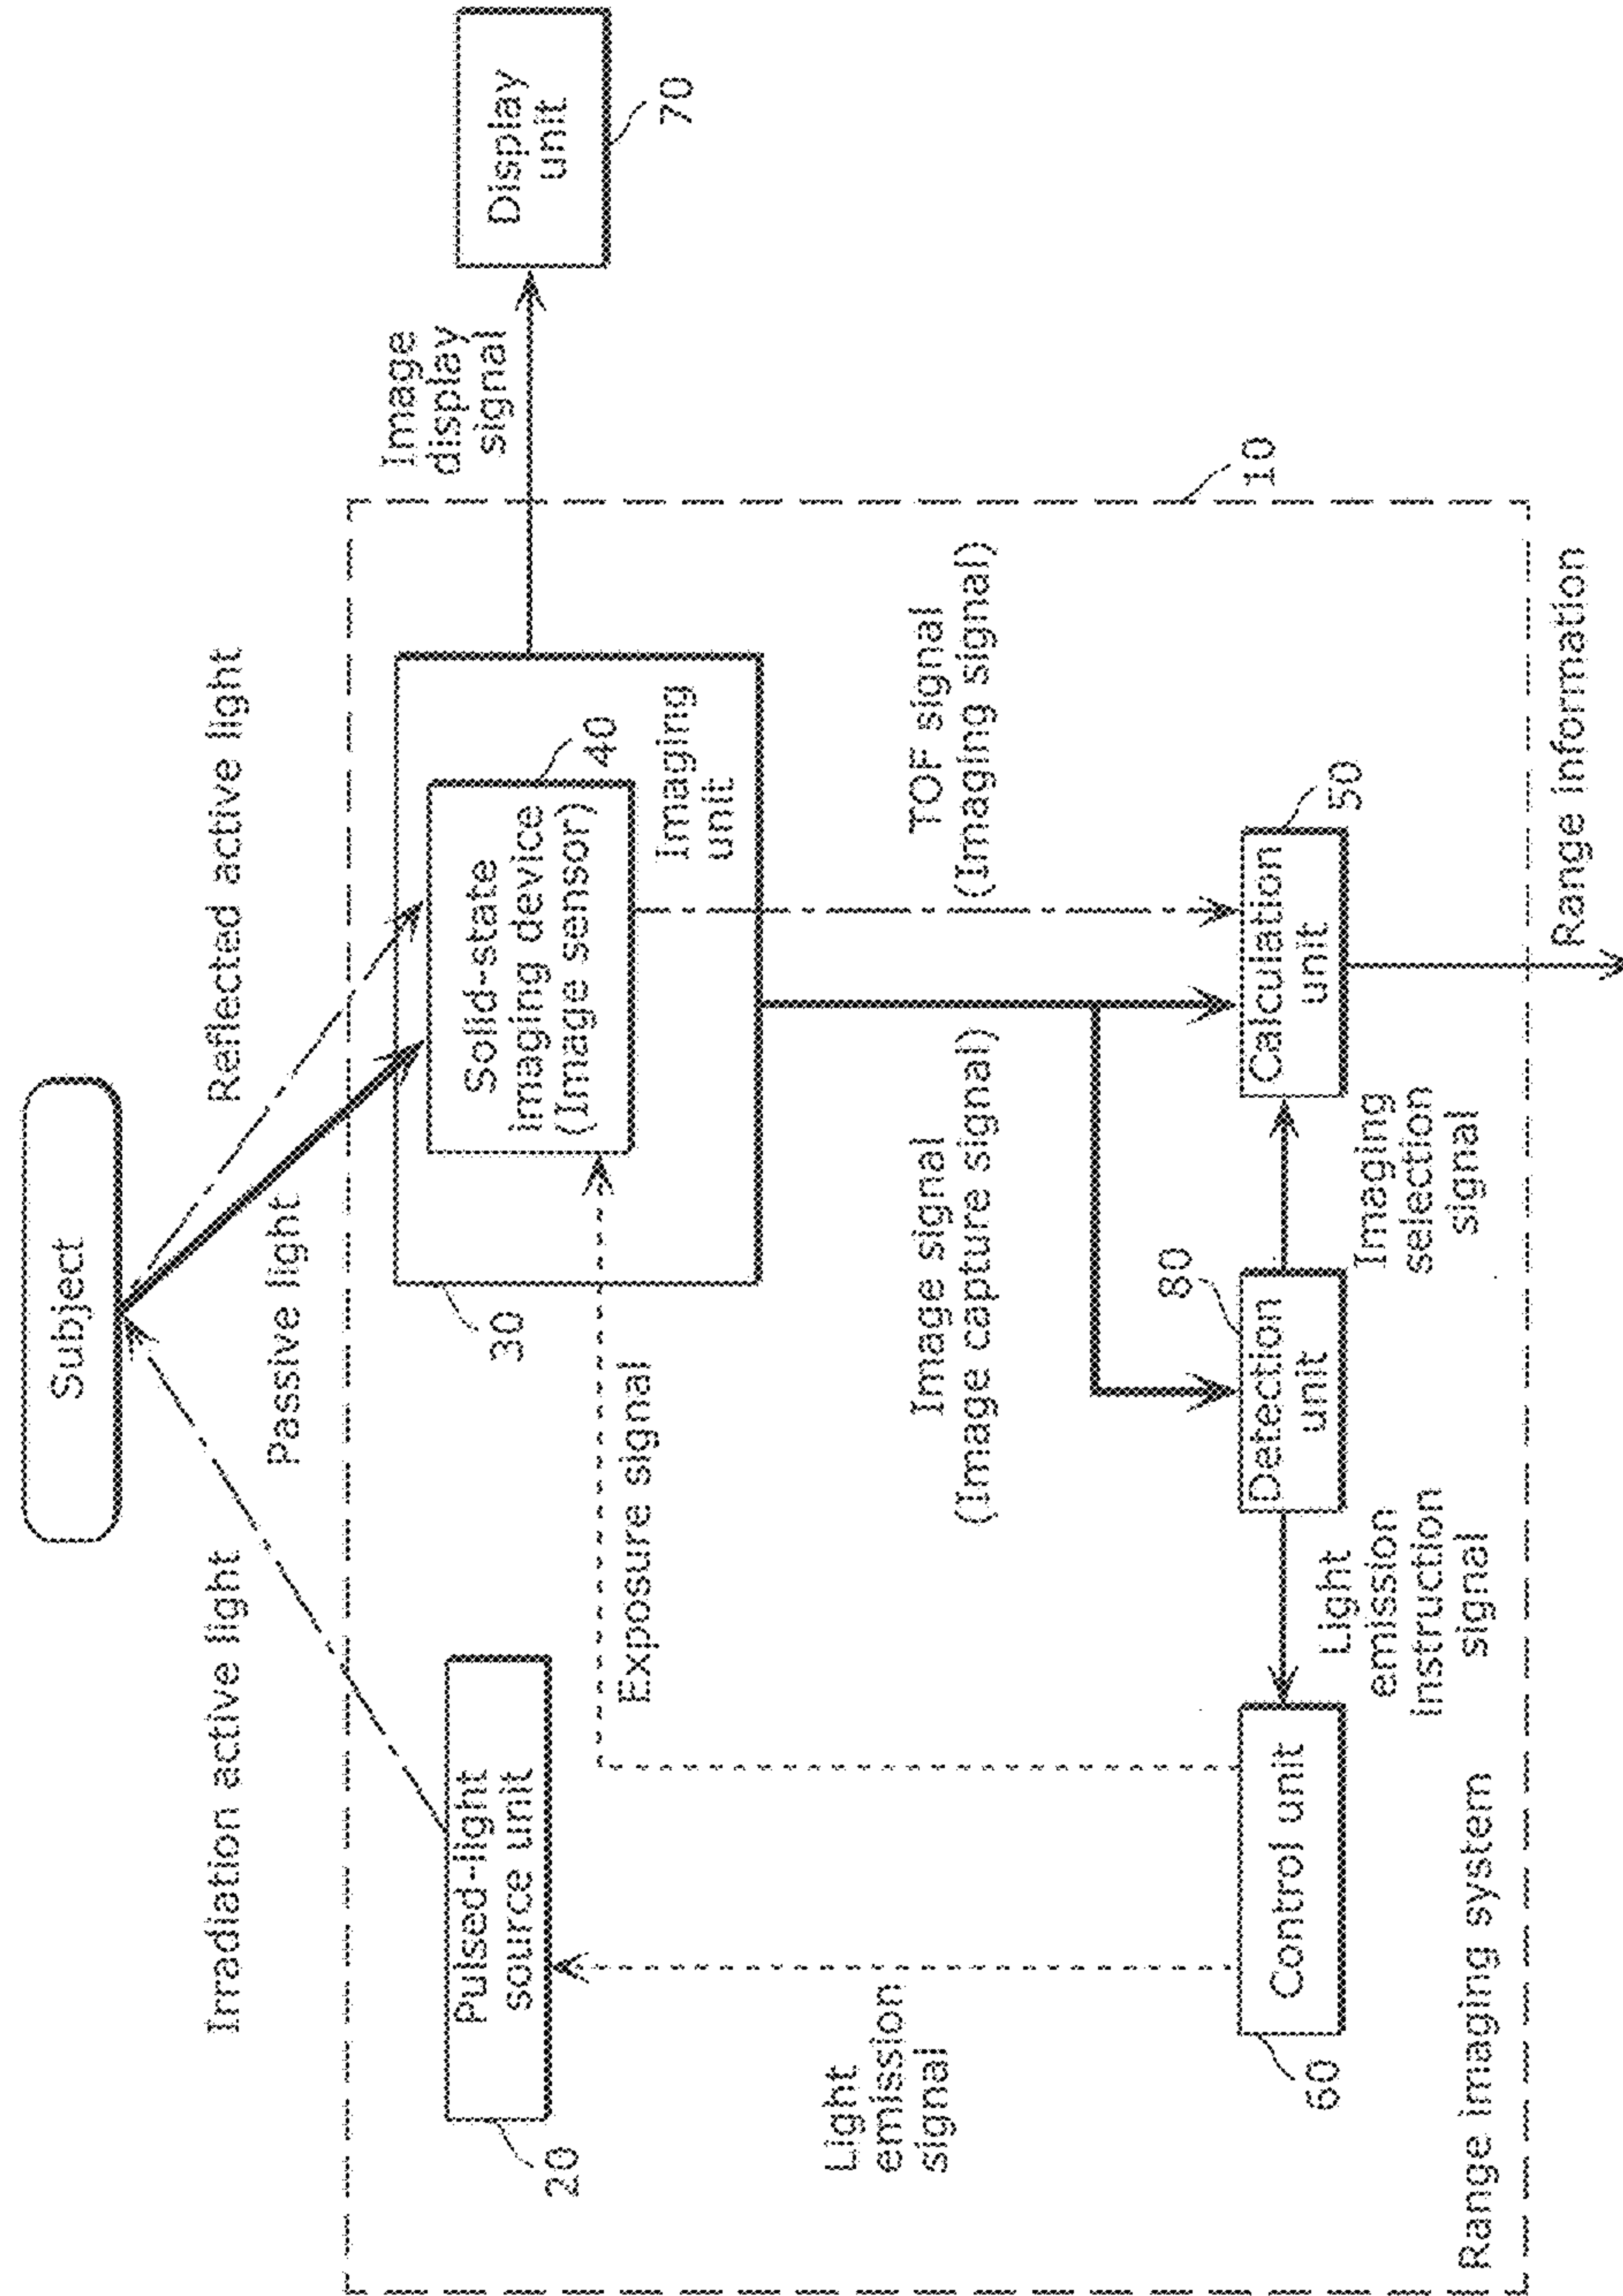 Subject
Irradiation active light
Passive light
Reflected active light
Pulsed-light
source unit
20
Exposure signal
30
Solid-state
imaging device
(Image sensor)
40
Imaging
unit
Image
display
signal
Display
unit
70
Light
emission
signal
Image signal
(Image capture signal)
TOF signal
(Imaging signal)
10
Control unit
60
Light
emission
instruction
signal
Detection
unit
80
Imaging
selection
signal
Calculation
unit
50
Range imaging system
Range information